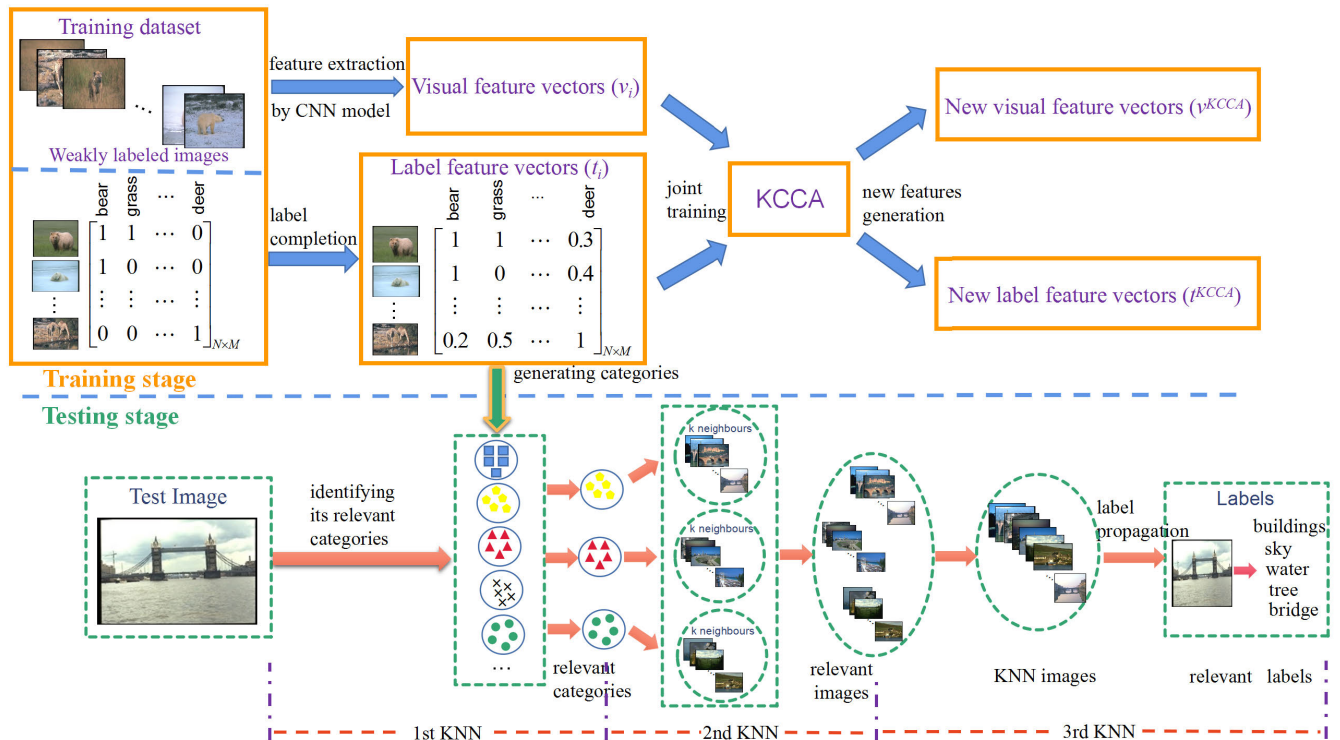 Training dataset
Weakly labeled images
bear grass ··· deer
1 1 ··· 0
1 0 ··· 0
⋮ ⋮ ⋮ ⋮
0 0 ··· 1
N×M
Training stage
feature extraction
by CNN model
label
completion
Visual feature vectors (v_i)
Label feature vectors (t_i)
bear grass ... deer
1 1 ··· 0.3
1 0 ··· 0.4
⋮ ⋮ ⋮ ⋮
0.2 0.5 ··· 1
N×M
joint
training
KCCA
new features
generation
New visual feature vectors (v^KCCA)
New label feature vectors (t^KCCA)
generating categories
Testing stage
Test Image
identifying
its relevant
categories
...
relevant
categories
k neighbours
k neighbours
k neighbours
relevant
images
KNN images
label
propagation
Labels
buildings
sky
water
tree
bridge
relevant labels
1st KNN
2nd KNN
3rd KNN